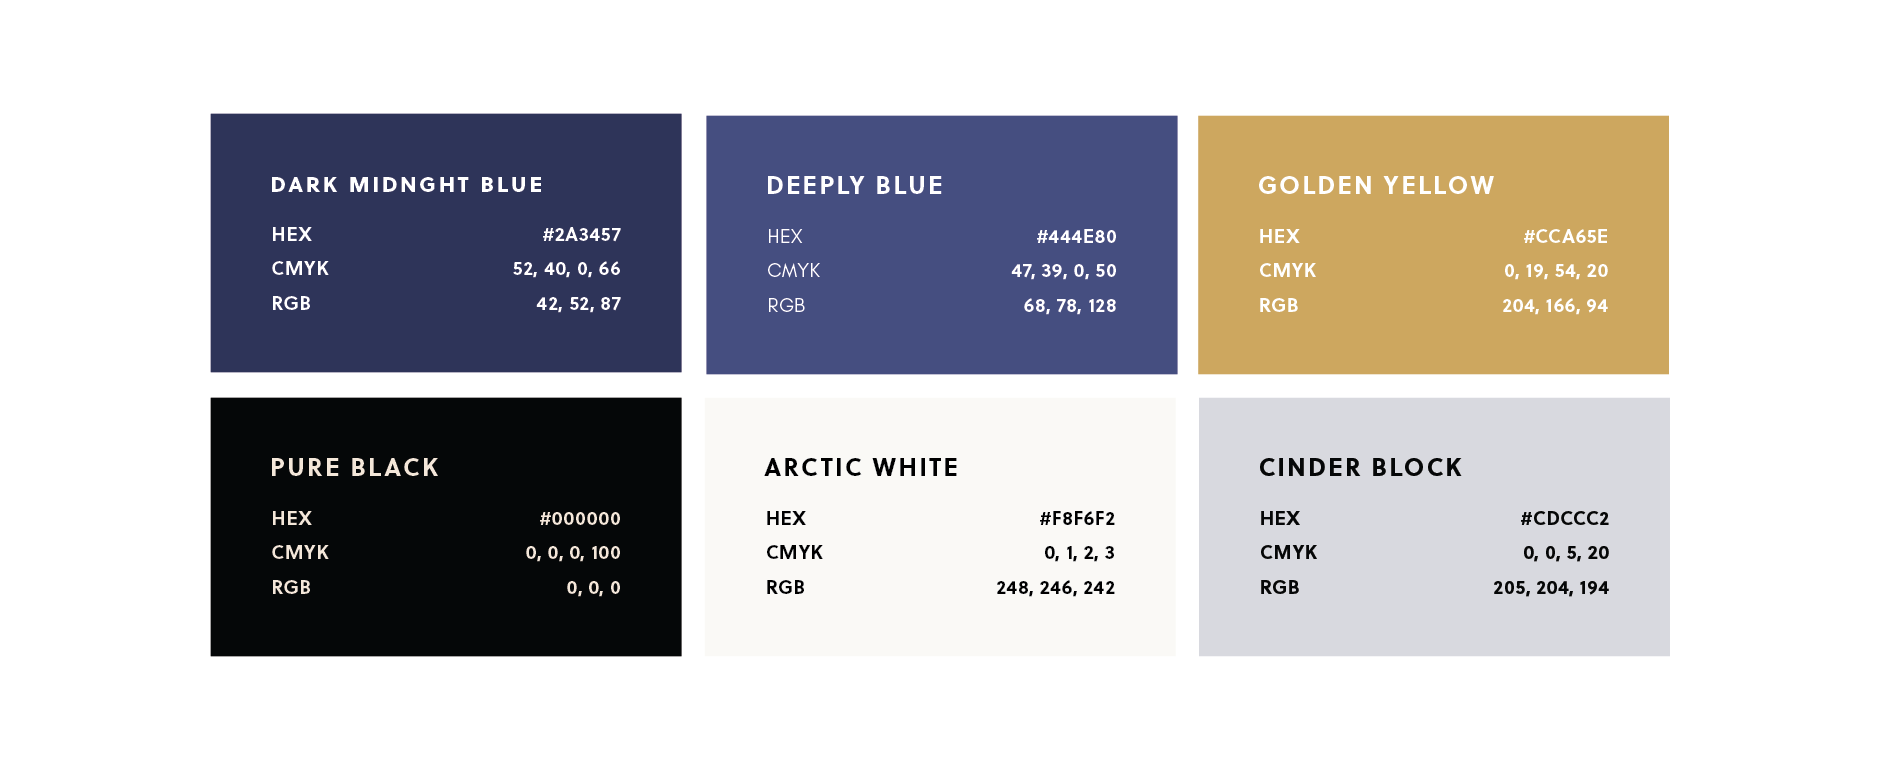 DARK MIDNGHT BLUE
HEX #2A3457
CMYK 52, 40, 0, 66
RGB 42, 52, 87
DEEPLY BLUE
HEX #444E80
CMYK 47, 39, 0, 50
RGB 68, 78, 128
GOLDEN YELLOW
HEX #CCA65E
CMYK 0, 19, 54, 20
RGB 204, 166, 94
PURE BLACK
HEX #000000
CMYK 0, 0, 0, 100
RGB 0, 0, 0
ARCTIC WHITE
HEX #F8F6F2
CMYK 0, 1, 2, 3
RGB 248, 246, 242
CINDER BLOCK
HEX #CDCCC2
CMYK 0, 0, 5, 20
RGB 205, 204, 194